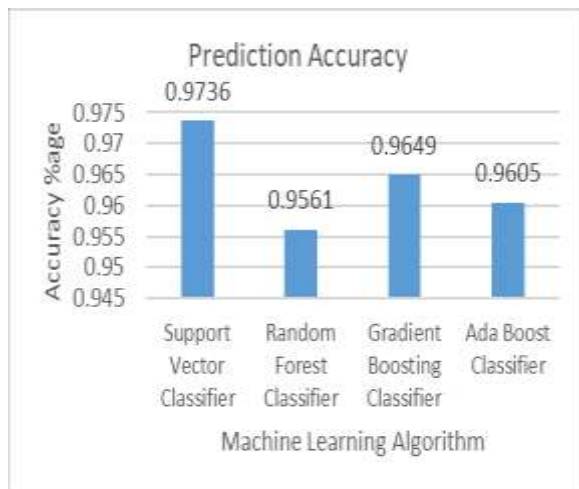 Prediction Accuracy
0.9736
0.9649
0.9605
0.9561
Accuracy %age
0.975
0.97
0.965
0.96
0.955
0.95
0.945
Support Vector Classifier
Random Forest Classifier
Gradient Boosting Classifier
Ada Boost Classifier
Machine Learning Algorithm